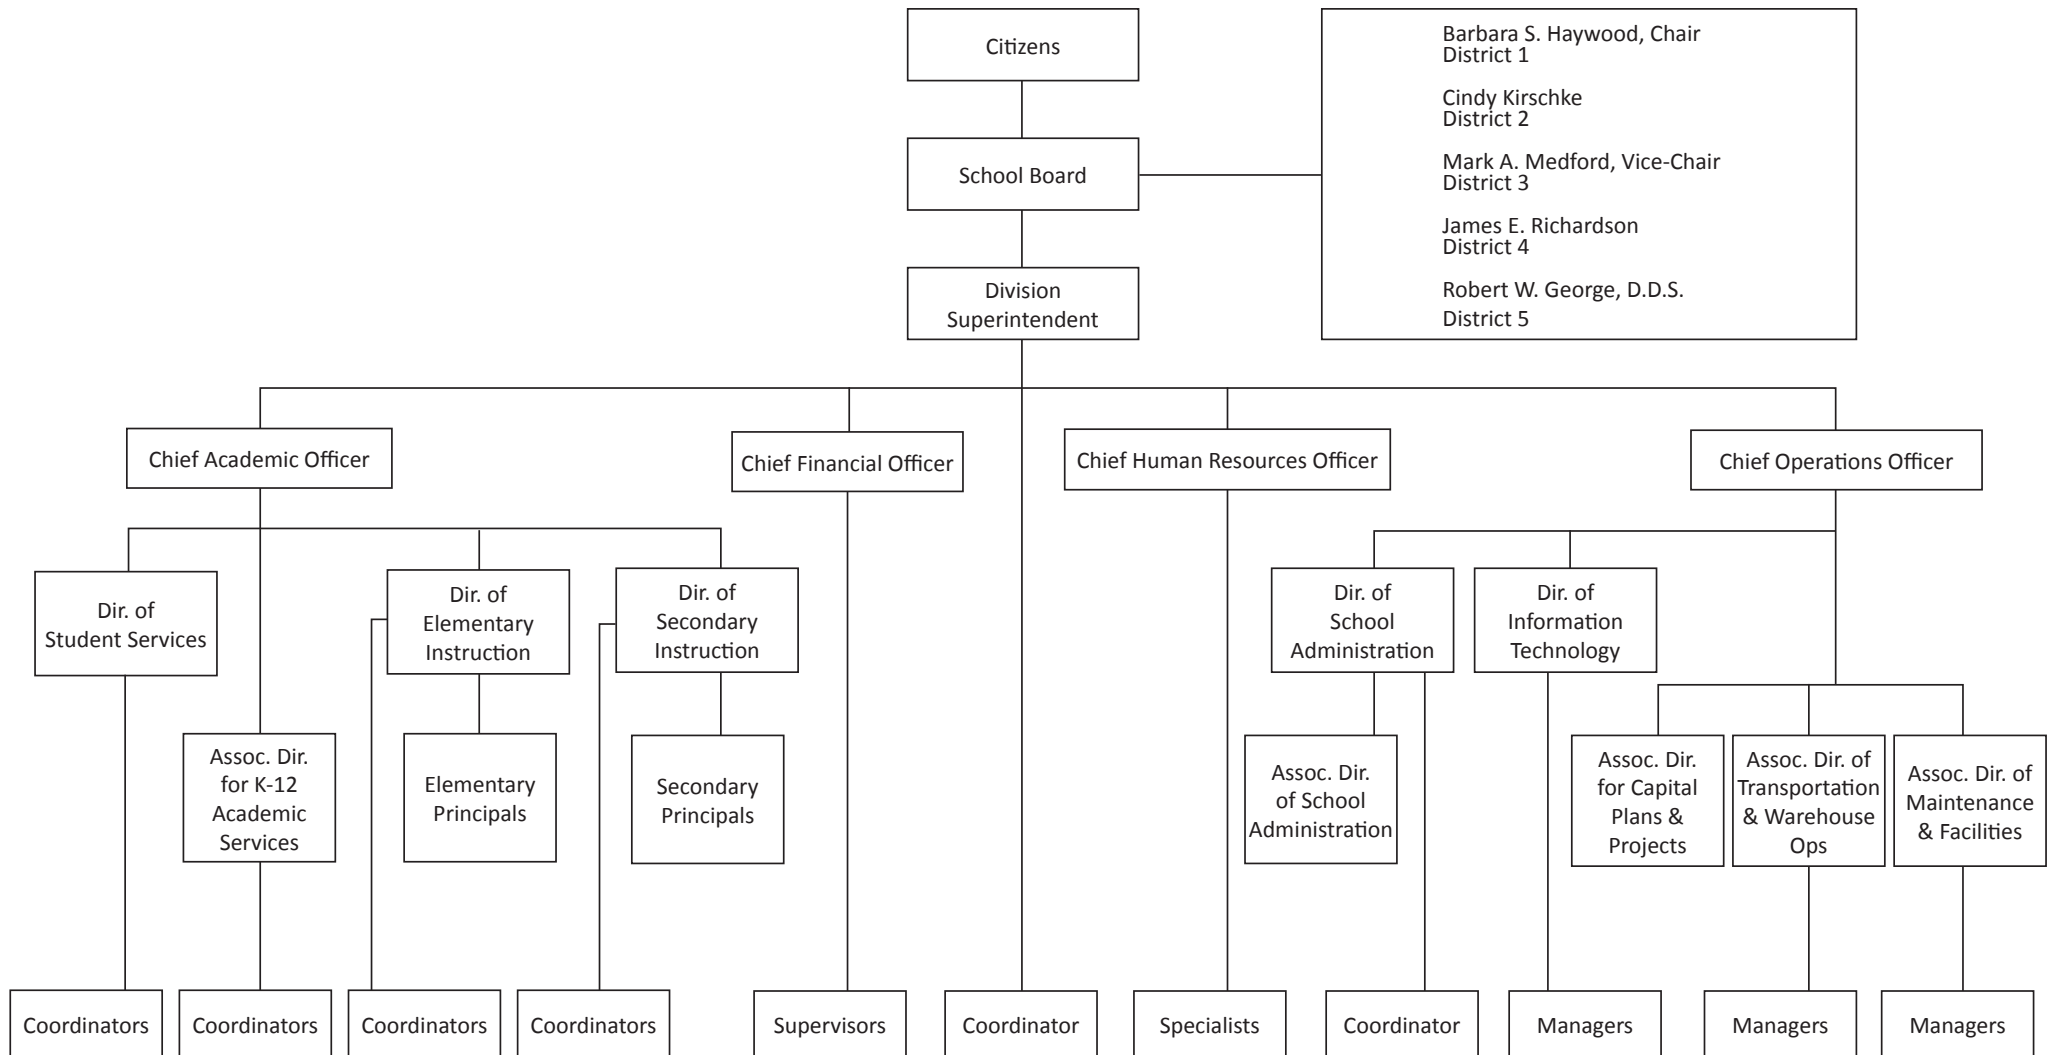 Citizens
Barbara S. Haywood, Chair
District 1
Cindy Kirschke
District 2
Mark A. Medford, Vice-Chair
District 3
James E. Richardson
District 4
Robert W. George, D.D.S.
District 5
School Board
Division
Superintendent
Chief Academic Officer
Chief Financial Officer
Chief Human Resources Officer
Chief Operations Officer
Dir. of
Student Services
Dir. of
Elementary
Instruction
Dir. of
Secondary
Instruction
Dir. of
School
Administration
Dir. of
Information
Technology
Assoc. Dir.
for K-12
Academic
Services
Elementary
Principals
Secondary
Principals
Assoc. Dir.
of School
Administration
Assoc. Dir.
for Capital
Plans &
Projects
Assoc. Dir. of
Transportation
& Warehouse
Ops
Assoc. Dir. of
Maintenance
& Facilities
Coordinators
Coordinators
Coordinators
Coordinators
Supervisors
Coordinator
Specialists
Coordinator
Managers
Managers
Managers